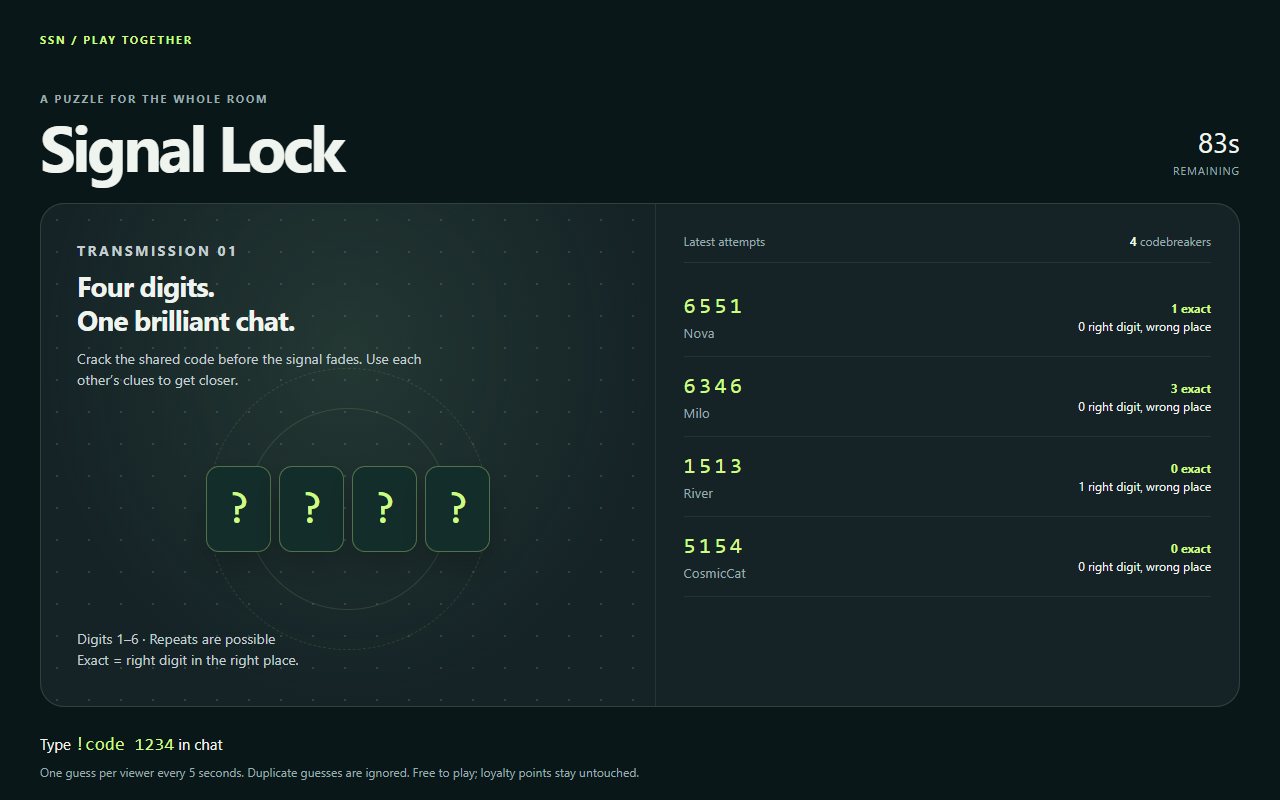 SSN / PLAY TOGETHER
A PUZZLE FOR THE WHOLE ROOM
Signal Lock
83s
REMAINING
TRANSMISSION 01
Four digits.
One brilliant chat.
Crack the shared code before the signal fades. Use each
other's clues to get closer.
? ? ? ?
Digits 1–6 · Repeats are possible
Exact = right digit in the right place.
Latest attempts
4 codebreakers
6551
1 exact
Nova
0 right digit, wrong place
6346
3 exact
Milo
0 right digit, wrong place
1513
0 exact
River
1 right digit, wrong place
5154
0 exact
CosmicCat
0 right digit, wrong place
Type !code 1234 in chat
One guess per viewer every 5 seconds. Duplicate guesses are ignored. Free to play; loyalty points stay untouched.